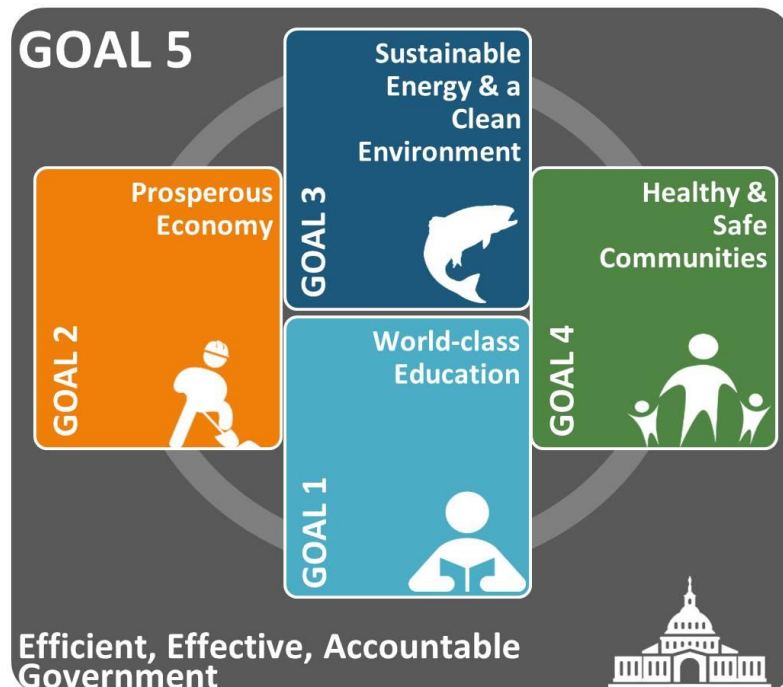 GOAL 5
Sustainable
Energy & a
Clean
Environment
GOAL 3
Prosperous
Economy
GOAL 2
Healthy &
Safe
Communities
GOAL 4
World-class
Education
GOAL 1
Efficient, Effective, Accountable
Government